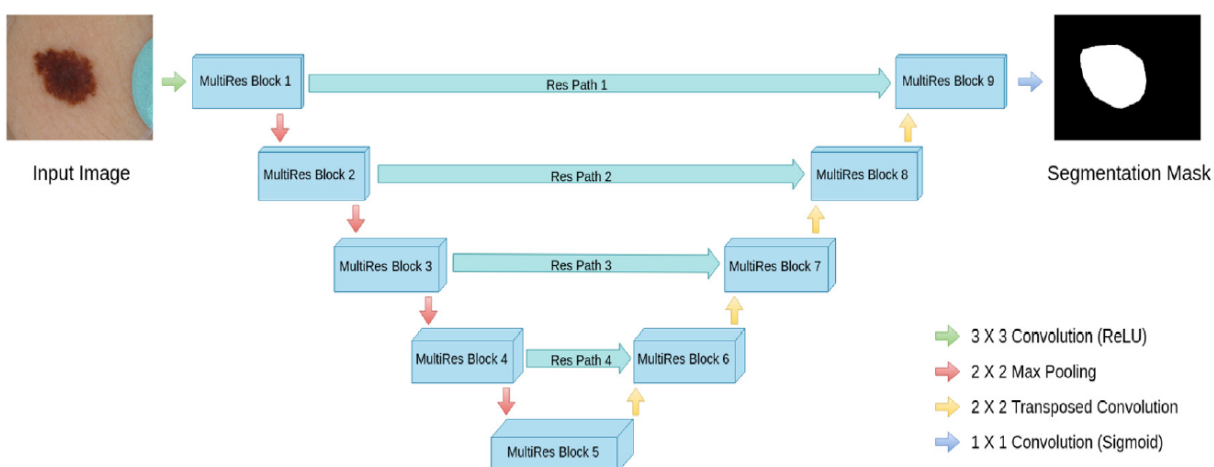 Input Image
MultiRes Block 1
Res Path 1
MultiRes Block 9
Segmentation Mask
MultiRes Block 2
Res Path 2
MultiRes Block 8
MultiRes Block 3
Res Path 3
MultiRes Block 7
MultiRes Block 4
Res Path 4
MultiRes Block 6
MultiRes Block 5
3 X 3 Convolution (ReLU)
2 X 2 Max Pooling
2 X 2 Transposed Convolution
1 X 1 Convolution (Sigmoid)